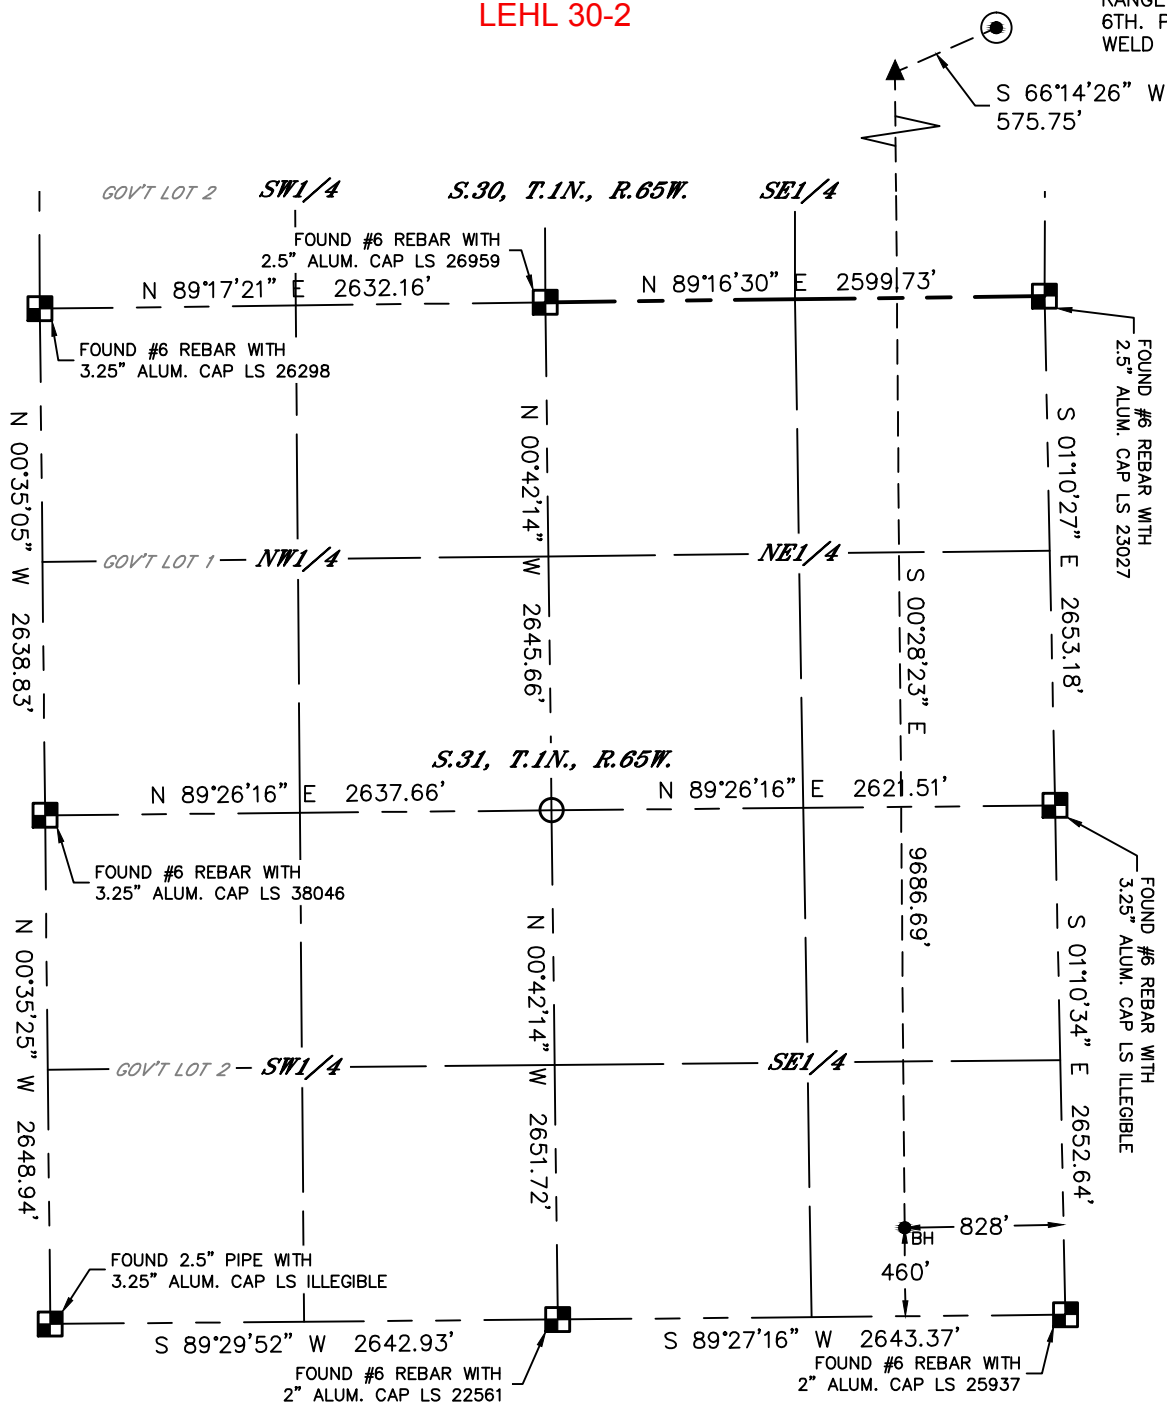 LEHL 30-2
6TH. P
WELD
S 66°14'26" W
575.75'
GOV'T LOT 2
SW1/4
S.30, T.1N., R.65W.
SE1/4
FOUND #6 REBAR WITH
2.5" ALUM. CAP LS 26959
N 89°17'21" E 2632.16'
N 89°16'30" E 2599.73'
FOUND #6 REBAR WITH
3.25" ALUM. CAP LS 26298
FOUND #6 REBAR WITH
2.5" ALUM. CAP LS 23027
N 00°35'05" W 2638.83'
N 00°42'14" W 2645.66'
S 01°10'27" E 2653.18'
GOV'T LOT 1
NW1/4
NE1/4
S 00°28'23" E 9686.69'
S.31, T.1N., R.65W.
N 89°26'16" E 2637.66'
N 89°26'16" E 2621.51'
FOUND #6 REBAR WITH
3.25" ALUM. CAP LS 38046
FOUND #6 REBAR WITH
3.25" ALUM. CAP LS ILLEGIBLE
N 00°35'25" W 2648.94'
N 00°42'14" W 2651.72'
S 01°10'34" E 2652.64'
GOV'T LOT 2
SW1/4
SE1/4
828'
BH
460'
FOUND 2.5" PIPE WITH
3.25" ALUM. CAP LS ILLEGIBLE
S 89°29'52" W 2642.93'
S 89°27'16" W 2643.37'
FOUND #6 REBAR WITH
2" ALUM. CAP LS 22561
FOUND #6 REBAR WITH
2" ALUM. CAP LS 25937